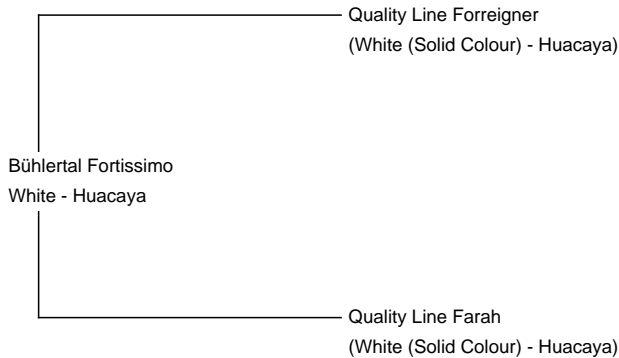 Quality Line Forreigner
(White (Solid Colour) - Huacaya)
Bühlertal Fortissimo
White - Huacaya
Quality Line Farah
(White (Solid Colour) - Huacaya)